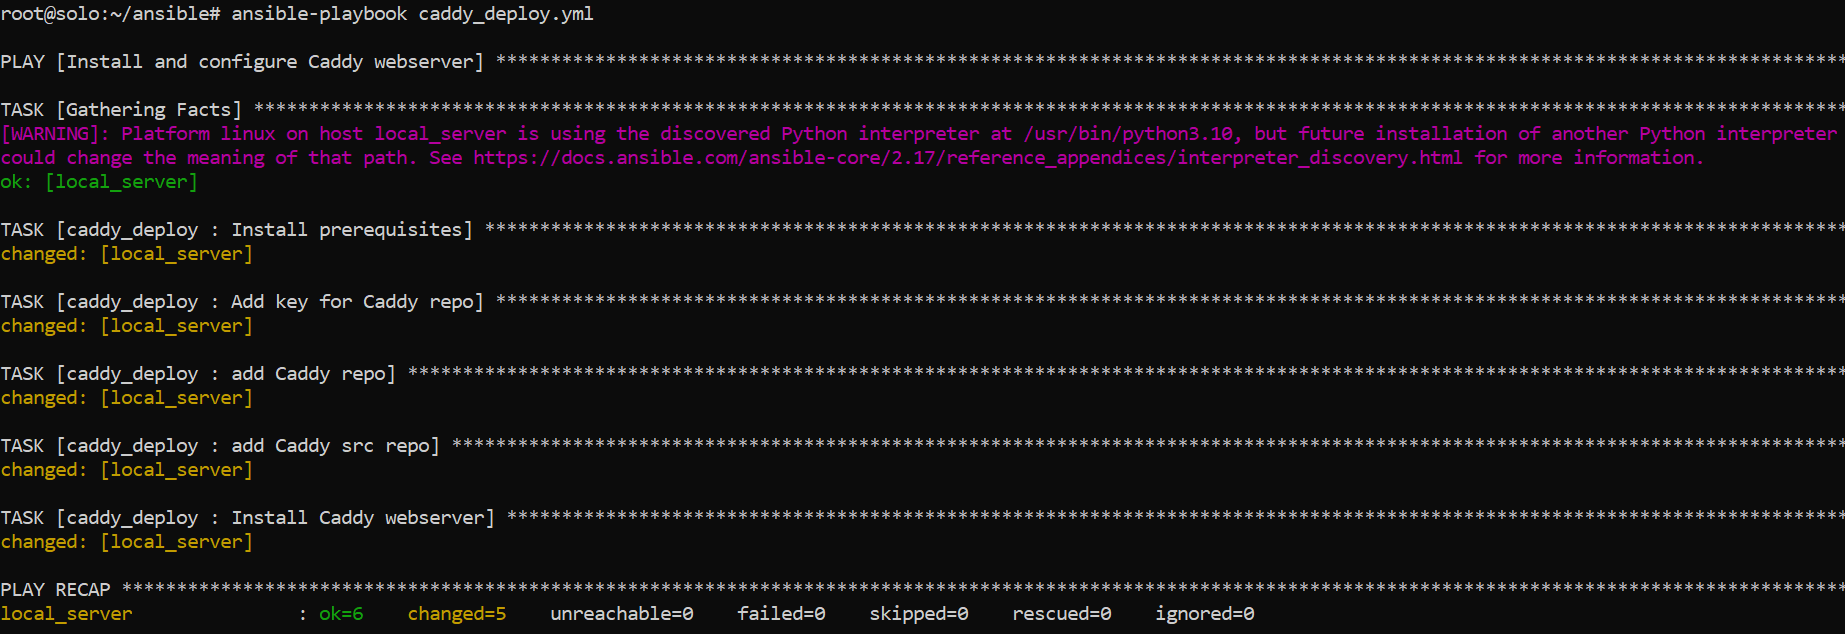 root@solo:~/ansible# ansible-playbook caddy_deploy.yml
PLAY [Install and configure Caddy webserver] ***************************************************************************************************************************
TASK [Gathering Facts] *************************************************************************************************************************************************
[WARNING]: Platform linux on host local_server is using the discovered Python interpreter at /usr/bin/python3.10, but future installation of another Python interpreter
could change the meaning of that path. See https://docs.ansible.com/ansible-core/2.17/reference_appendices/interpreter_discovery.html for more information.
ok: [local_server]
TASK [caddy_deploy : Install prerequisites] ****************************************************************************************************************************
changed: [local_server]
TASK [caddy_deploy : Add key for Caddy repo] ***************************************************************************************************************************
changed: [local_server]
TASK [caddy_deploy : add Caddy repo] ***********************************************************************************************************************************
changed: [local_server]
TASK [caddy_deploy : add Caddy src repo] *******************************************************************************************************************************
changed: [local_server]
TASK [caddy_deploy : Install Caddy webserver] **************************************************************************************************************************
changed: [local_server]
PLAY RECAP *************************************************************************************************************************************************************
local_server : ok=6 changed=5 unreachable=0 failed=0 skipped=0 rescued=0 ignored=0